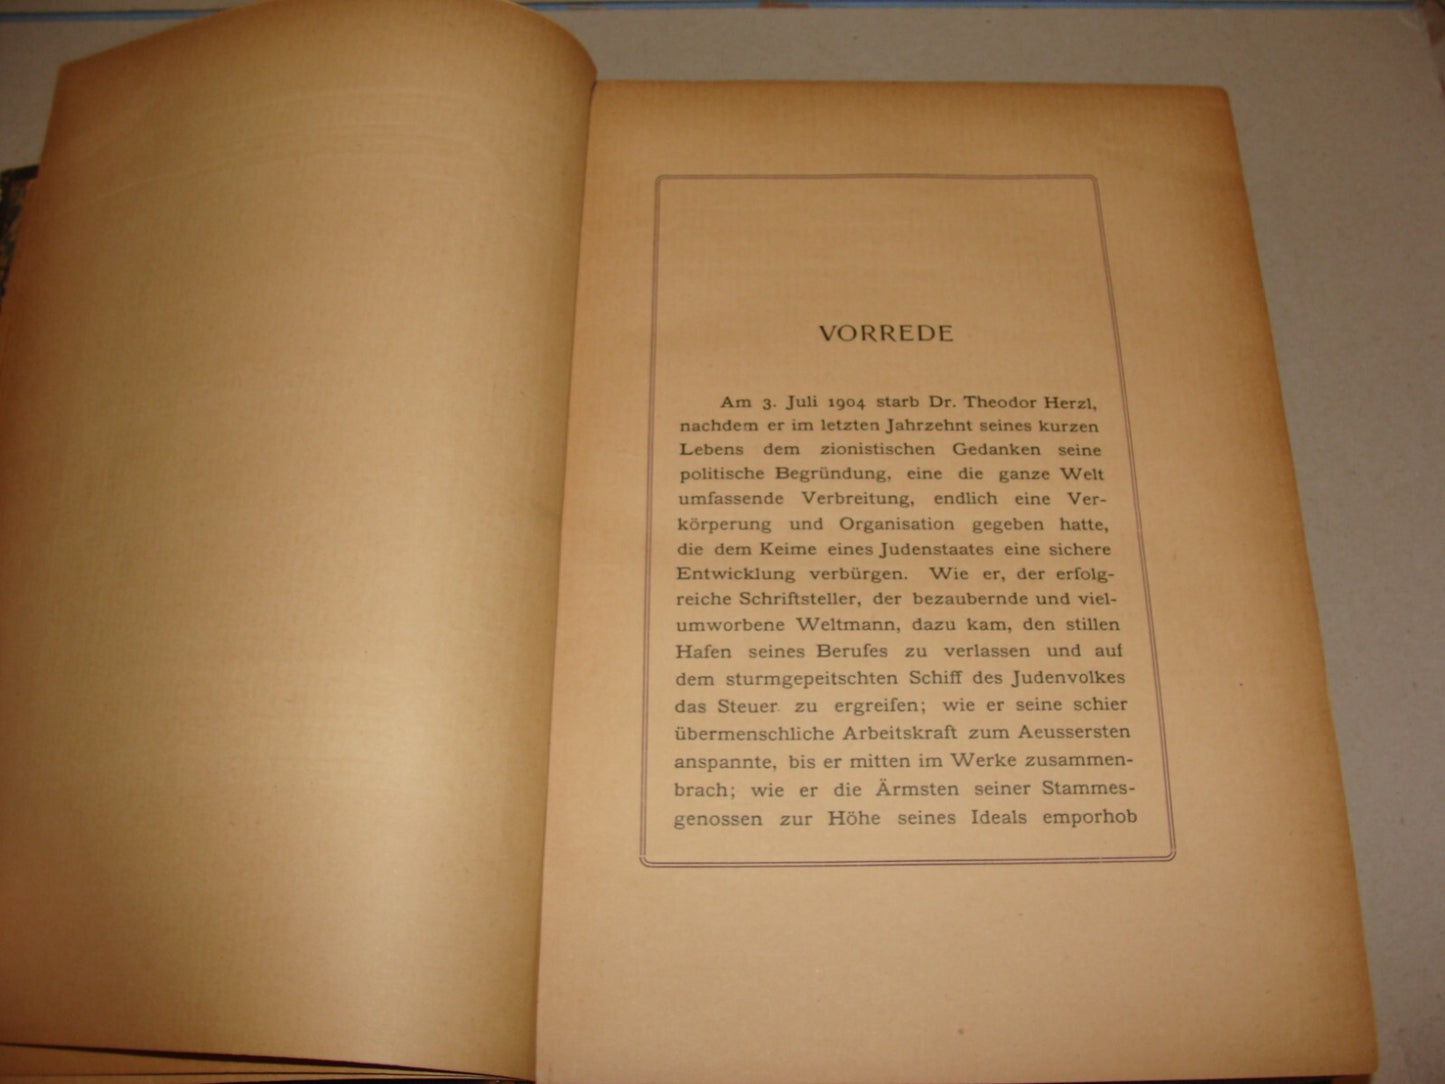 VORREDE
Am 3. Juli 1904 starb Dr. Theodor Herzl,
nachdem er im letzten Jahrzehnt seines kurzen
Lebens dem zionistischen Gedanken seine
politische Begründung, eine die ganze Welt
umfassende Verbreitung, endlich eine Ver-
körperung und Organisation gegeben hatte,
die dem Keime eines Judenstaates eine sichere
Entwicklung verbürgen. Wie er, der erfolg-
reiche Schriftsteller, der bezaubernde und viel-
umworbene Weltmann, dazu kam, den stillen
Hafen seines Berufes zu verlassen und auf
dem sturmgepeitschten Schiff des Judenvolkes
das Steuer zu ergreifen; wie er seine schier
übermenschliche Arbeitskraft zum Aeussersten
anspannte, bis er mitten im Werke zusammen-
brach; wie er die Ärmsten seiner Stammes-
genossen zur Höhe seines Ideals emporhob